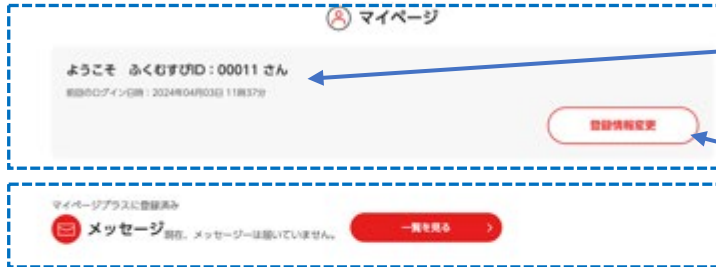 マイページ
ようこそ ふくむすびID：00011 さん
前回のログイン日時：2024年04月03日 11時37分
登録情報変更
マイページプラスに登録済み
メッセージ 現在、メッセージーは届いていません。
一覧を見る